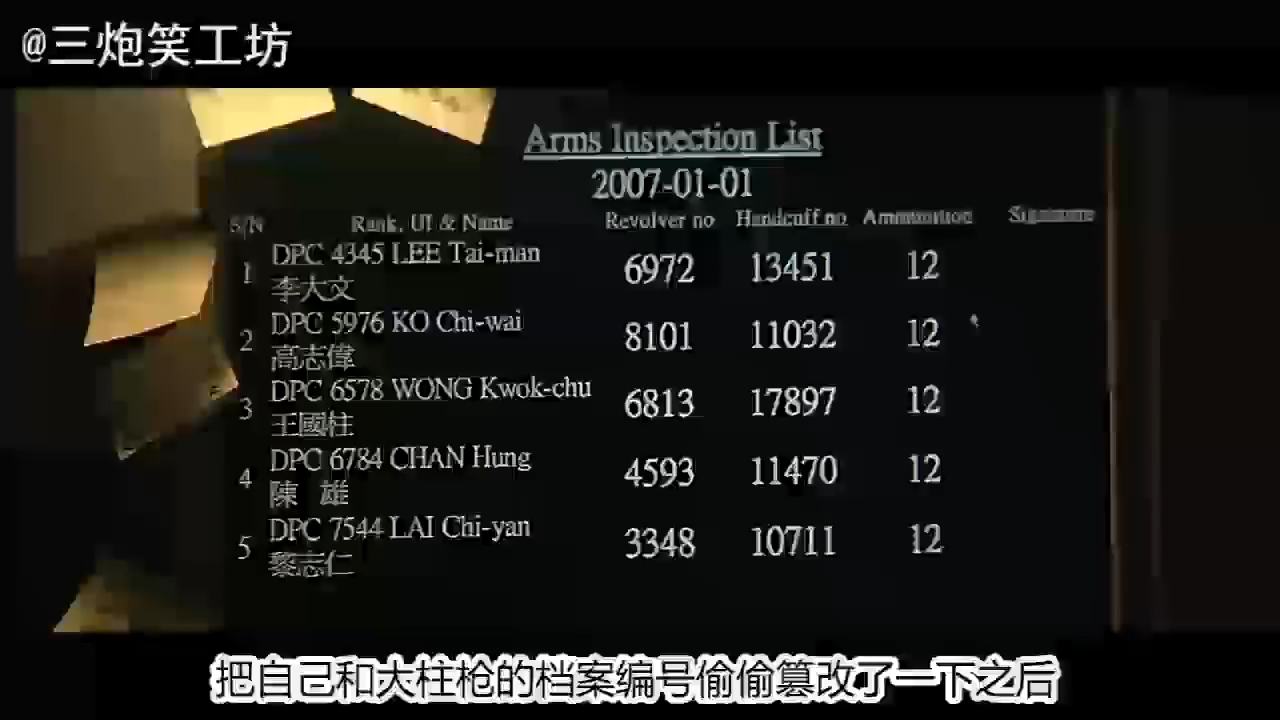 @三炮笑工坊
Arms Inspection List
2007-01-01
S/N Rank, UI & Name Revolver no Handcuff no Ammunition Signature
1 DPC 4345 LEE Tai-man 6972 13451 12
李大文
2 DPC 5976 KO Chi-wai 8101 11032 12
高志偉
3 DPC 6578 WONG Kwok-chu 6813 17897 12
王國柱
4 DPC 6784 CHAN Hung 4593 11470 12
陳 雄
5 DPC 7544 LAI Chi-yan 3348 10711 12
黎志仁
把自己和大柱枪的档案编号偷偷篡改了一下之后